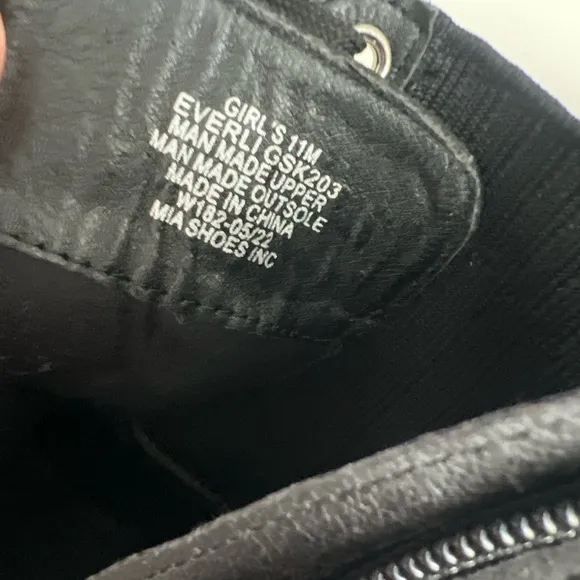 GIRL'S 11M
EVERLI GSK203
MAN MADE UPPER
MAN MADE OUTSOLE
MADE IN CHINA
W182-05/22
MIA SHOES INC